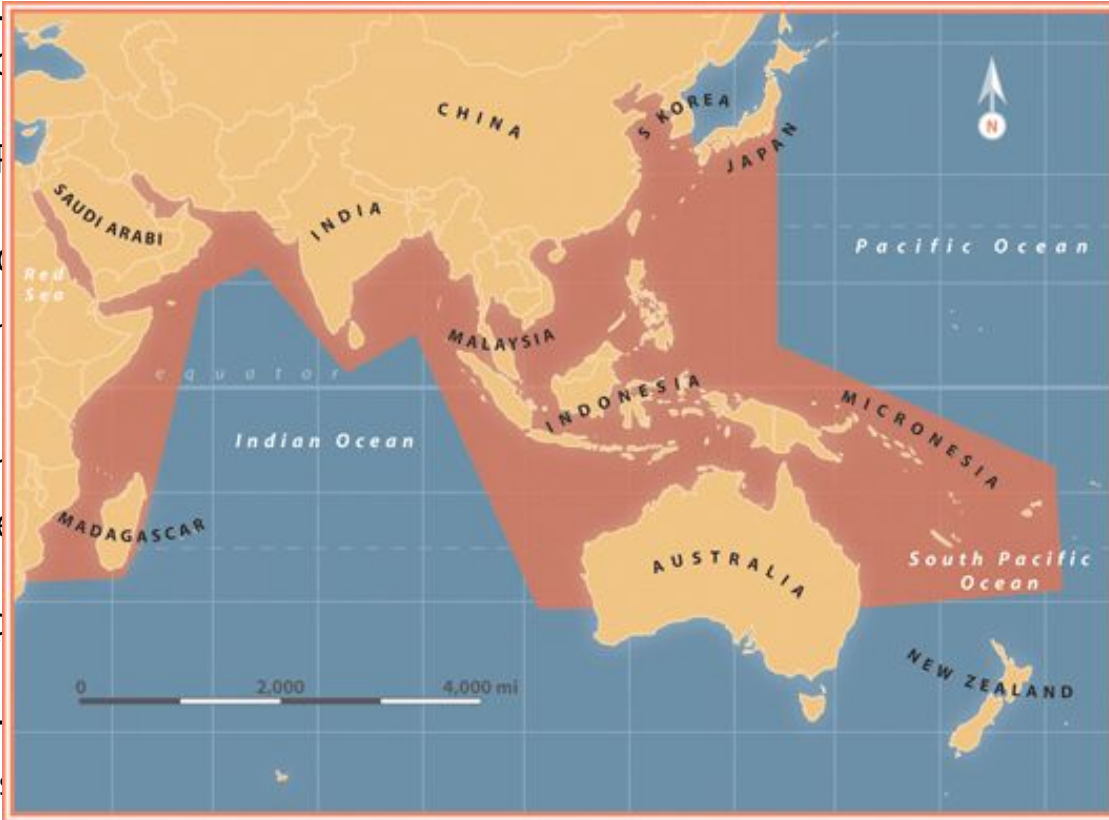 CHINA
S KOREA
JAPAN
SAUDI ARABI
INDIA
Pacific Ocean
Red
Sea
MALAYSIA
equator
INDONESIA
MICRONESIA
Indian Ocean
MADAGASCAR
AUSTRALIA
South Pacific
Ocean
NEW ZEALAND
0 2,000 4,000 mi
N